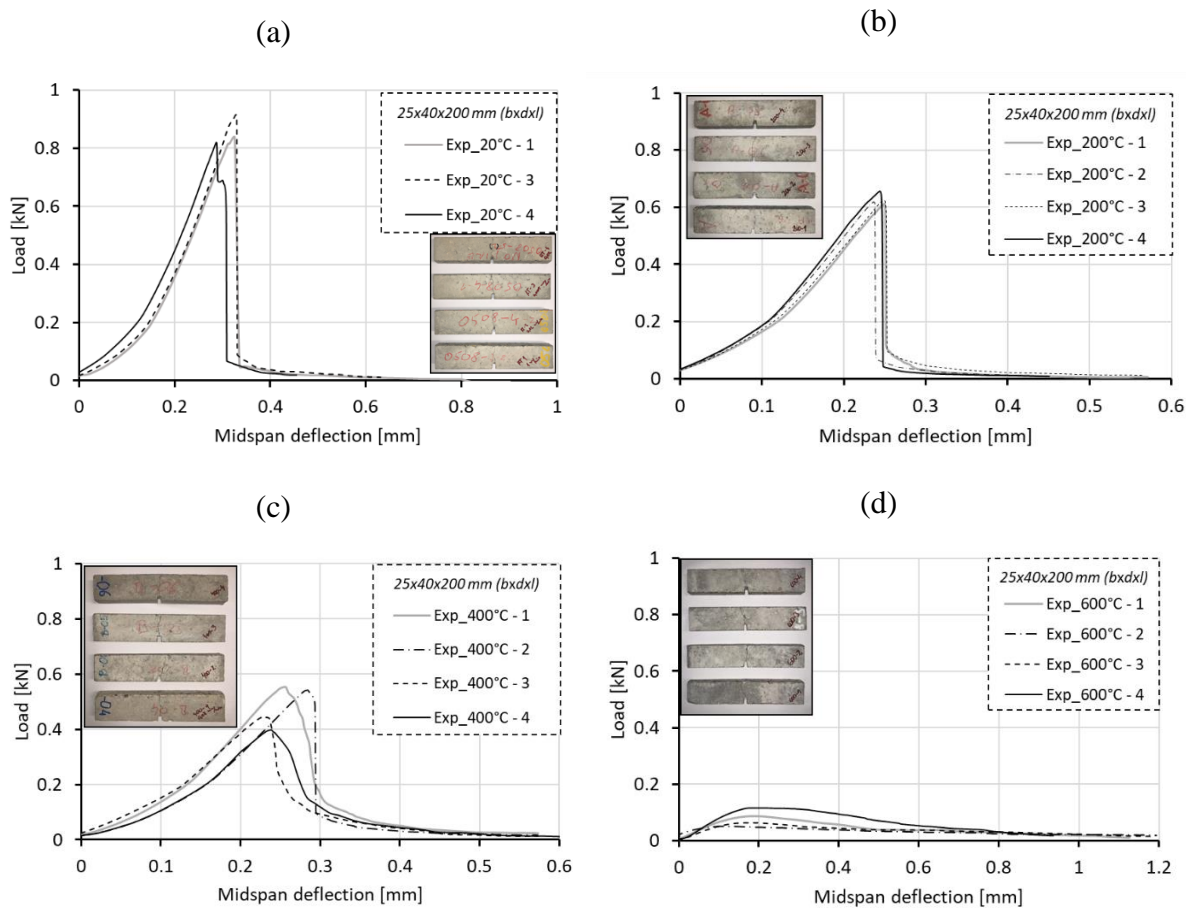 (a)
1
0.8
0.6
0.4
0.2
0
Load [kN]
0 0.2 0.4 0.6 0.8 1
Midspan deflection [mm]
25x40x200 mm (bxdxl)
Exp_20°C - 1
Exp_20°C - 3
Exp_20°C - 4
(b)
1
0.8
0.6
0.4
0.2
0
Load [kN]
0 0.1 0.2 0.3 0.4 0.5 0.6
Midspan deflection [mm]
25x40x200 mm (bxdxl)
Exp_200°C - 1
Exp_200°C - 2
Exp_200°C - 3
Exp_200°C - 4
(c)
1
0.8
0.6
0.4
0.2
0
Load [kN]
0 0.1 0.2 0.3 0.4 0.5 0.6
Midspan deflection [mm]
-06
-04
25x40x200 mm (bxdxl)
Exp_400°C - 1
Exp_400°C - 2
Exp_400°C - 3
Exp_400°C - 4
(d)
1
0.8
0.6
0.4
0.2
0
Load [kN]
0 0.2 0.4 0.6 0.8 1 1.2
Midspan deflection [mm]
25x40x200 mm (bxdxl)
Exp_600°C - 1
Exp_600°C - 2
Exp_600°C - 3
Exp_600°C - 4